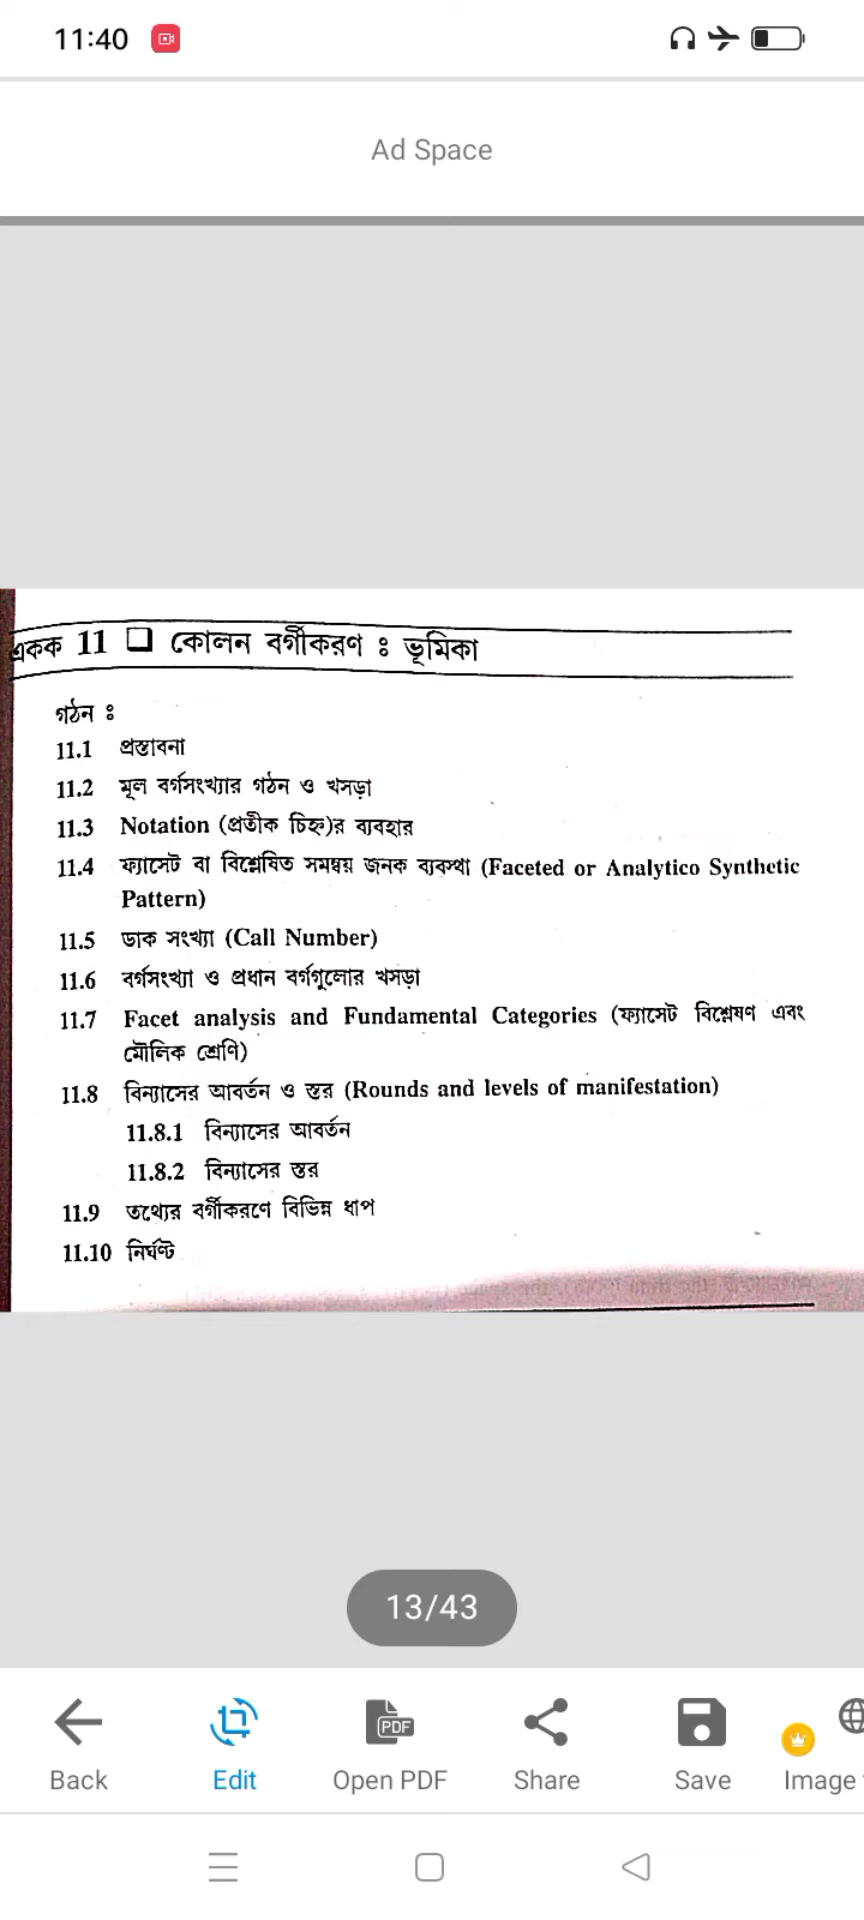 11:40
Ad Space
একক 11 ❑ কোলন বর্গীকরণ ঃ ভূমিকা
গঠন ঃ
11.1 প্রস্তাবনা
11.2 মূল বর্গসংখ্যার গঠন ও খসড়া
11.3 Notation (প্রতীক চিহ্ন)র ব্যবহার
11.4 ফ্যাসেট বা বিশ্লেষিত সমন্বয় জনক ব্যবস্থা (Faceted or Analytico Synthetic
Pattern)
11.5 ডাক সংখ্যা (Call Number)
11.6 বর্গসংখ্যা ও প্রধান বর্গগুলোর খসড়া
11.7 Facet analysis and Fundamental Categories (ফ্যাসেট বিশ্লেষণ এবং
মৌলিক শ্রেণি)
11.8 বিন্যাসের আবর্তন ও স্তর (Rounds and levels of manifestation)
11.8.1 বিন্যাসের আবর্তন
11.8.2 বিন্যাসের স্তর
11.9 তথ্যের বর্গীকরণে বিভিন্ন ধাপ
11.10 নির্ঘণ্ট
13/43
Back Edit Open PDF Share Save Image